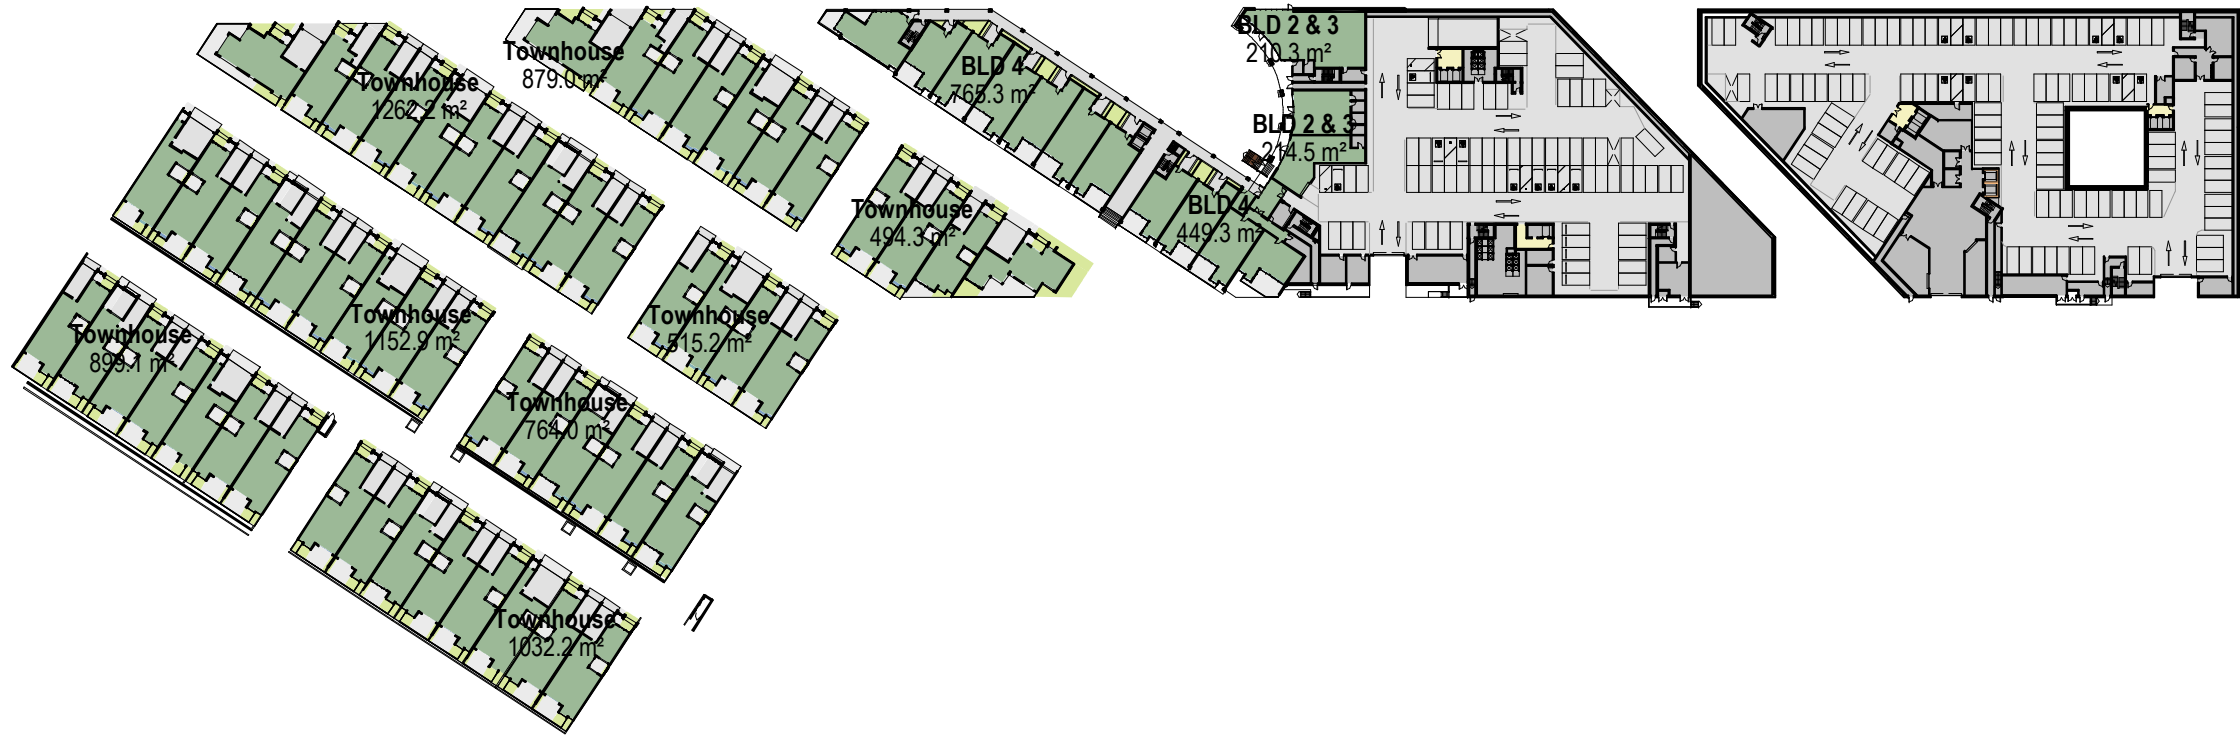 BLD 2 & 3
210.3 m²
Townhouse
879.0 m²
BLD 4
765.3 m²
Townhouse
1262.2 m²
BLD 2 & 3
214.5 m²
Townhouse
494.3 m²
BLD 4
449.3 m²
Townhouse
1152.9 m²
Townhouse
515.2 m²
Townhouse
899.1 m²
Townhouse
764.0 m²
Townhouse
1032.2 m²